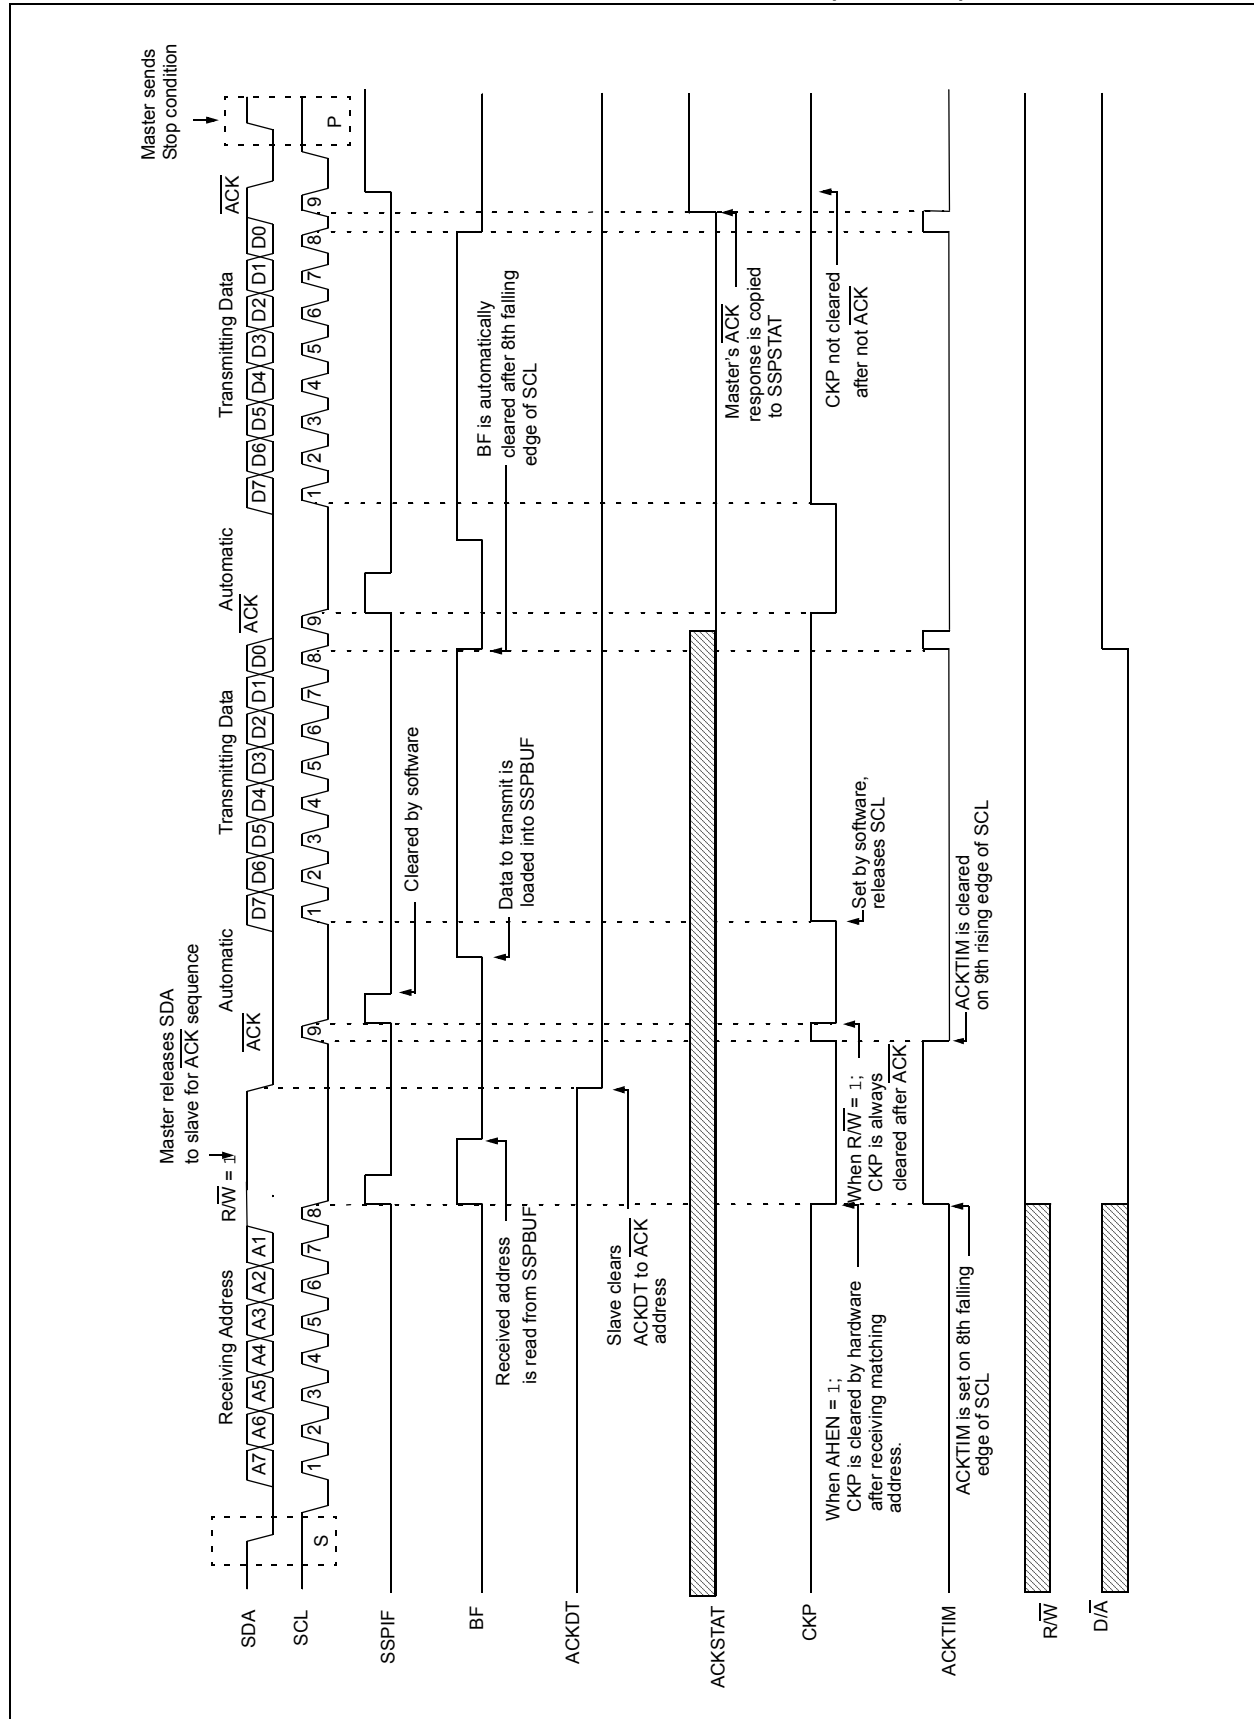 Master sends
Stop condition
Master releases SDA
to slave for ACK sequence
Receiving Address
R/W = 1
ACK
Automatic
Transmitting Data
ACK
Automatic
Transmitting Data
ACK
SDA
A7 A6 A5 A4 A3 A2 A1
D7 D6 D5 D4 D3 D2 D1 D0
D7 D6 D5 D4 D3 D2 D1 D0
SCL
S
1 2 3 4 5 6 7 8 9
1 2 3 4 5 6 7 8 9
1 2 3 4 5 6 7 8 9
P
SSPIF
Cleared by software
BF
Received address
is read from SSPBUF
Data to transmit is
loaded into SSPBUF
BF is automatically
cleared after 8th falling
edge of SCL
ACKDT
Slave clears
ACKDT to ACK
address
ACKSTAT
Master's ACK
response is copied
to SSPSTAT
CKP
When AHEN = 1;
CKP is cleared by hardware
after receiving matching
address.
When R/W = 1;
CKP is always
cleared after ACK
Set by software,
releases SCL
CKP not cleared
after not ACK
ACKTIM
ACKTIM is set on 8th falling
edge of SCL
ACKTIM is cleared
on 9th rising edge of SCL
R/W
D/A